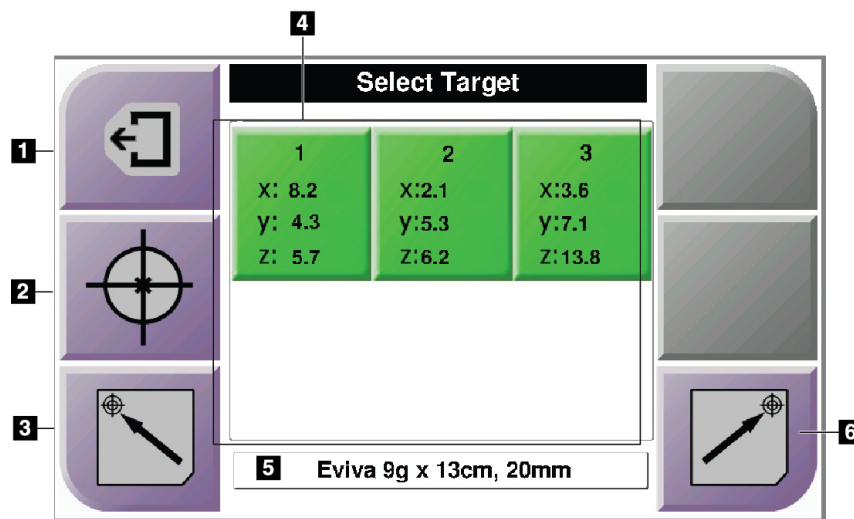 4
Select Target
1
2
3
1 2 3
x: 8.2 x:2.1 x:3.6
y: 4.3 y:5.3 y:7.1
z: 5.7 z:6.2 z:13.8
5 Eviva 9g x 13cm, 20mm
6